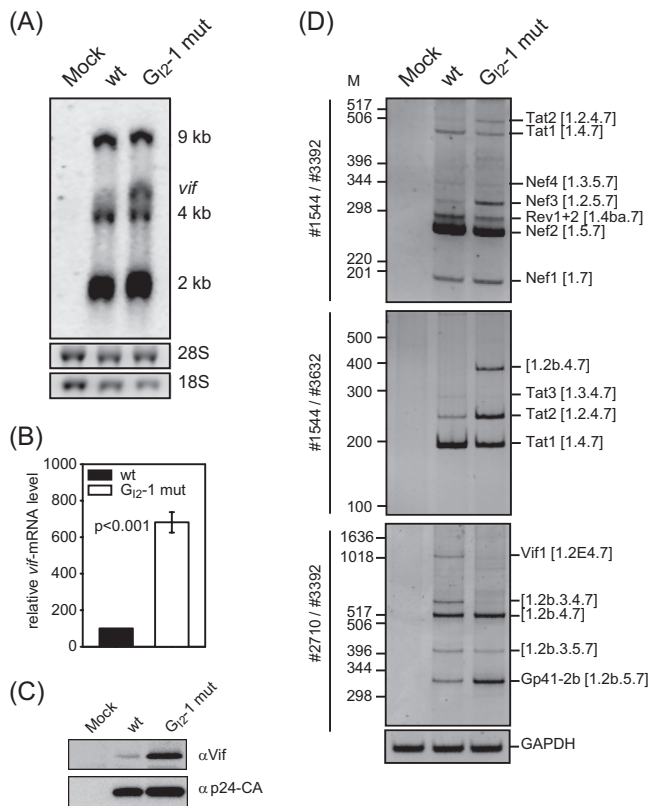 (A)
Mock
wt
GI2-1 mut
9 kb
vif
4 kb
2 kb
28S
18S
(B)
relative vif-mRNA level
1000
800
600
400
200
0
wt
GI2-1 mut
p<0.001
(C)
Mock
wt
GI2-1 mut
αVif
α p24-CA
(D)
M
Mock
wt
GI2-1 mut
#1544 / #3392
517
506
396
344
298
220
201
Tat2 [1.2.4.7]
Tat1 [1.4.7]
Nef4 [1.3.5.7]
Nef3 [1.2.5.7]
Rev1+2 [1.4ba.7]
Nef2 [1.5.7]
Nef1 [1.7]
#1544 / #3632
500
400
300
200
100
[1.2b.4.7]
Tat3 [1.3.4.7]
Tat2 [1.2.4.7]
Tat1 [1.4.7]
#2710 / #3392
1636
1018
517
506
396
344
298
Vif1 [1.2E4.7]
[1.2b.3.4.7]
[1.2b.4.7]
[1.2b.3.5.7]
Gp41-2b [1.2b.5.7]
GAPDH